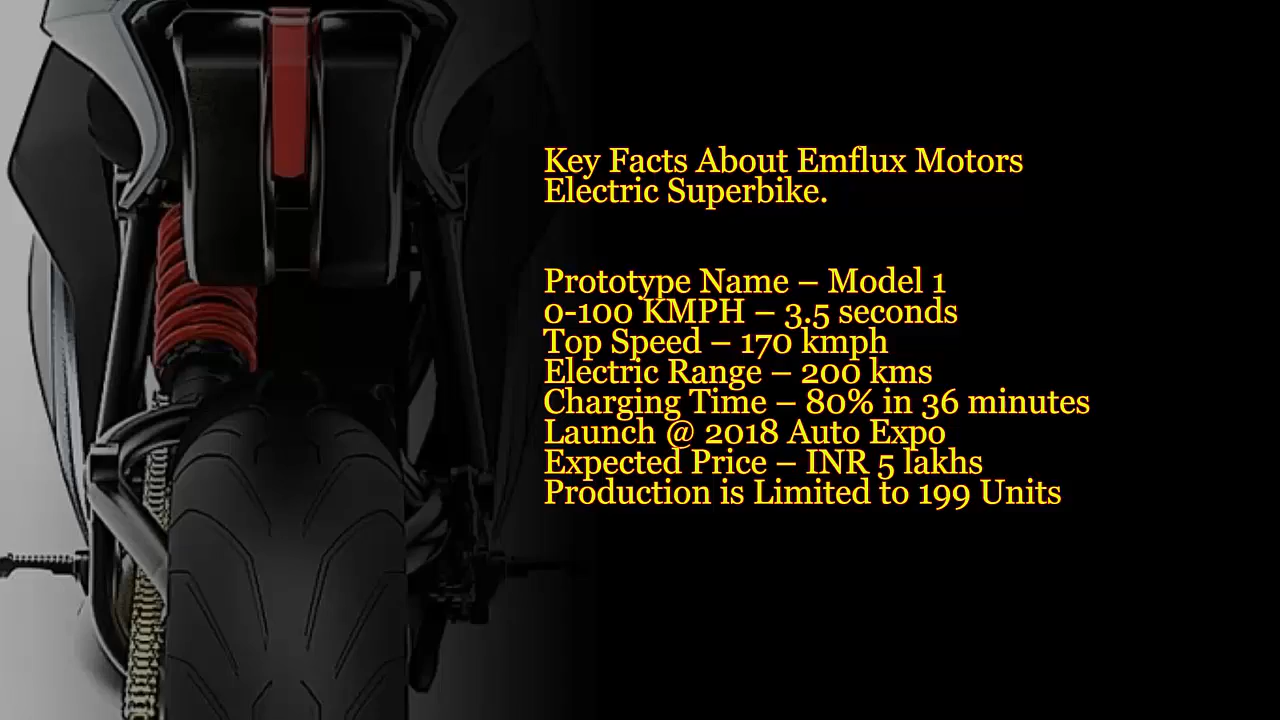 Key Facts About Emflux Motors
Electric Superbike.
Prototype Name – Model 1
0-100 KMPH – 3.5 seconds
Top Speed – 170 kmph
Electric Range – 200 kms
Charging Time – 80% in 36 minutes
Launch @ 2018 Auto Expo
Expected Price – INR 5 lakhs
Production is Limited to 199 Units